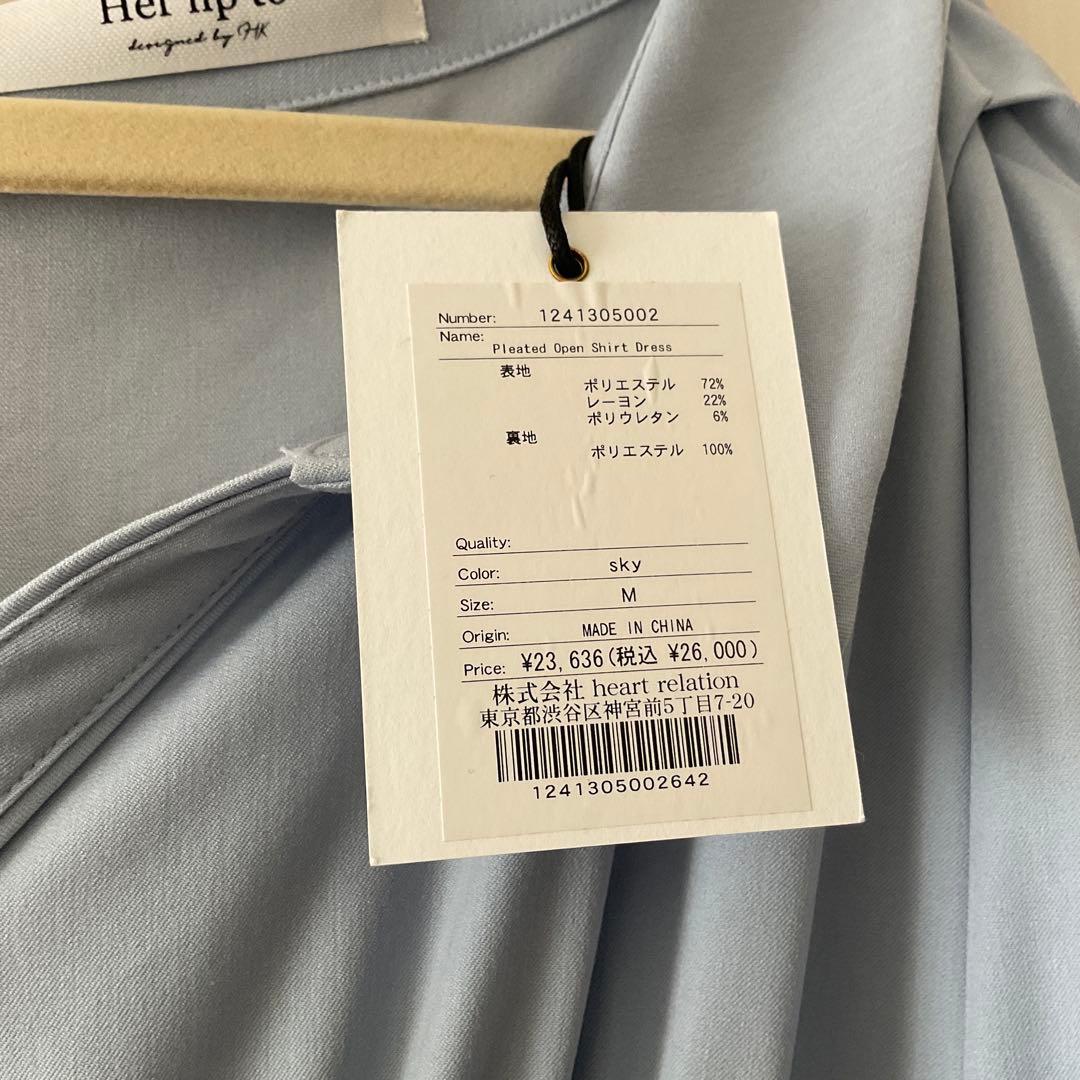 Her lip to
designed by HK
Number: 1241305002
Name: Pleated Open Shirt Dress
表地
ポリエステル 72%
レーヨン 22%
ポリウレタン 6%
裏地
ポリエステル 100%
Quality:
Color: sky
Size: M
Origin: MADE IN CHINA
Price: ¥23,636(税込 ¥26,000)
株式会社 heart relation
東京都渋谷区神宮前5丁目7-20
1241305002642